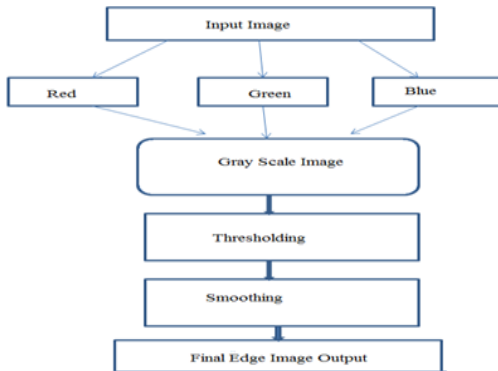 Input Image
Red Green Blue
Gray Scale Image
Thresholding
Smoothing
Final Edge Image Output